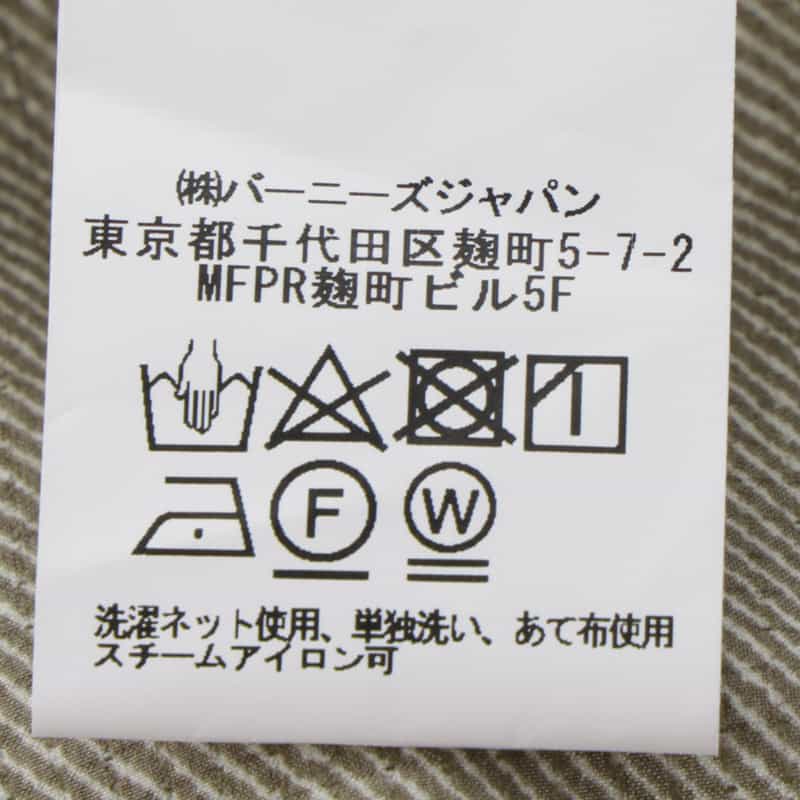 ㈱バーニーズジャパン
東京都千代田区麹町5-7-2
MFPR麹町ビル5F
F W
洗濯ネット使用、単独洗い、あて布使用
スチームアイロン可